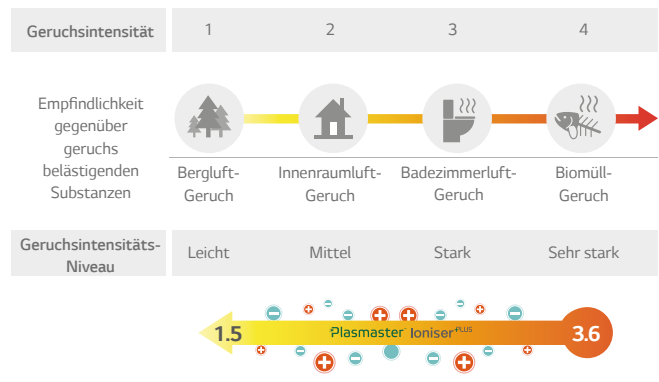 Geruchsintensität 1 2 3 4
Empfindlichkeit
gegenüber
geruchs
belästigenden
Substanzen
Bergluft-
Geruch
Innenraumluft-
Geruch
Badezimmerluft-
Geruch
Biomüll-
Geruch
Geruchsintensitäts-
Niveau
Leicht Mittel Stark Sehr stark
1.5 Plasmaster™ Ioniser PLUS 3.6